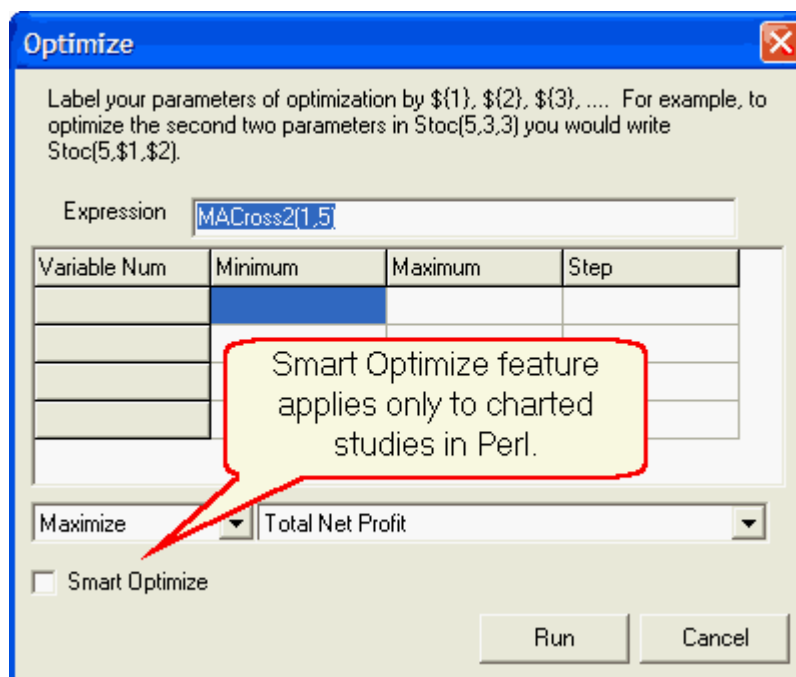 Optimize
Label your parameters of optimization by ${1}, ${2}, ${3}, .... For example, to
optimize the second two parameters in Stoc(5,3,3) you would write
Stoc(5,$1,$2).
Expression
MACross2(1,5)
Variable Num Minimum Maximum Step
Smart Optimize feature
applies only to charted
studies in Perl.
Maximize Total Net Profit
Smart Optimize
Run Cancel